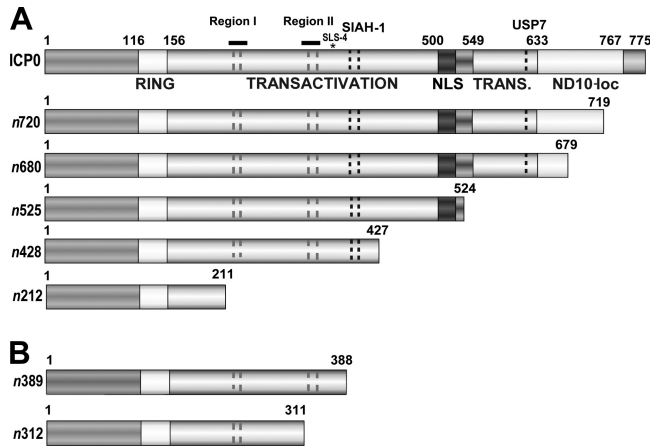 A
Region I Region II SIAH-1 USP7
SLS-4
*
1 116 156 500 549 633 767 775
ICP0
RING TRANSACTIVATION NLS TRANS. ND10-loc
1 719
n720
1 679
n680
1 524
n525
1 427
n428
1 211
n212
B
1 388
n389
1 311
n312